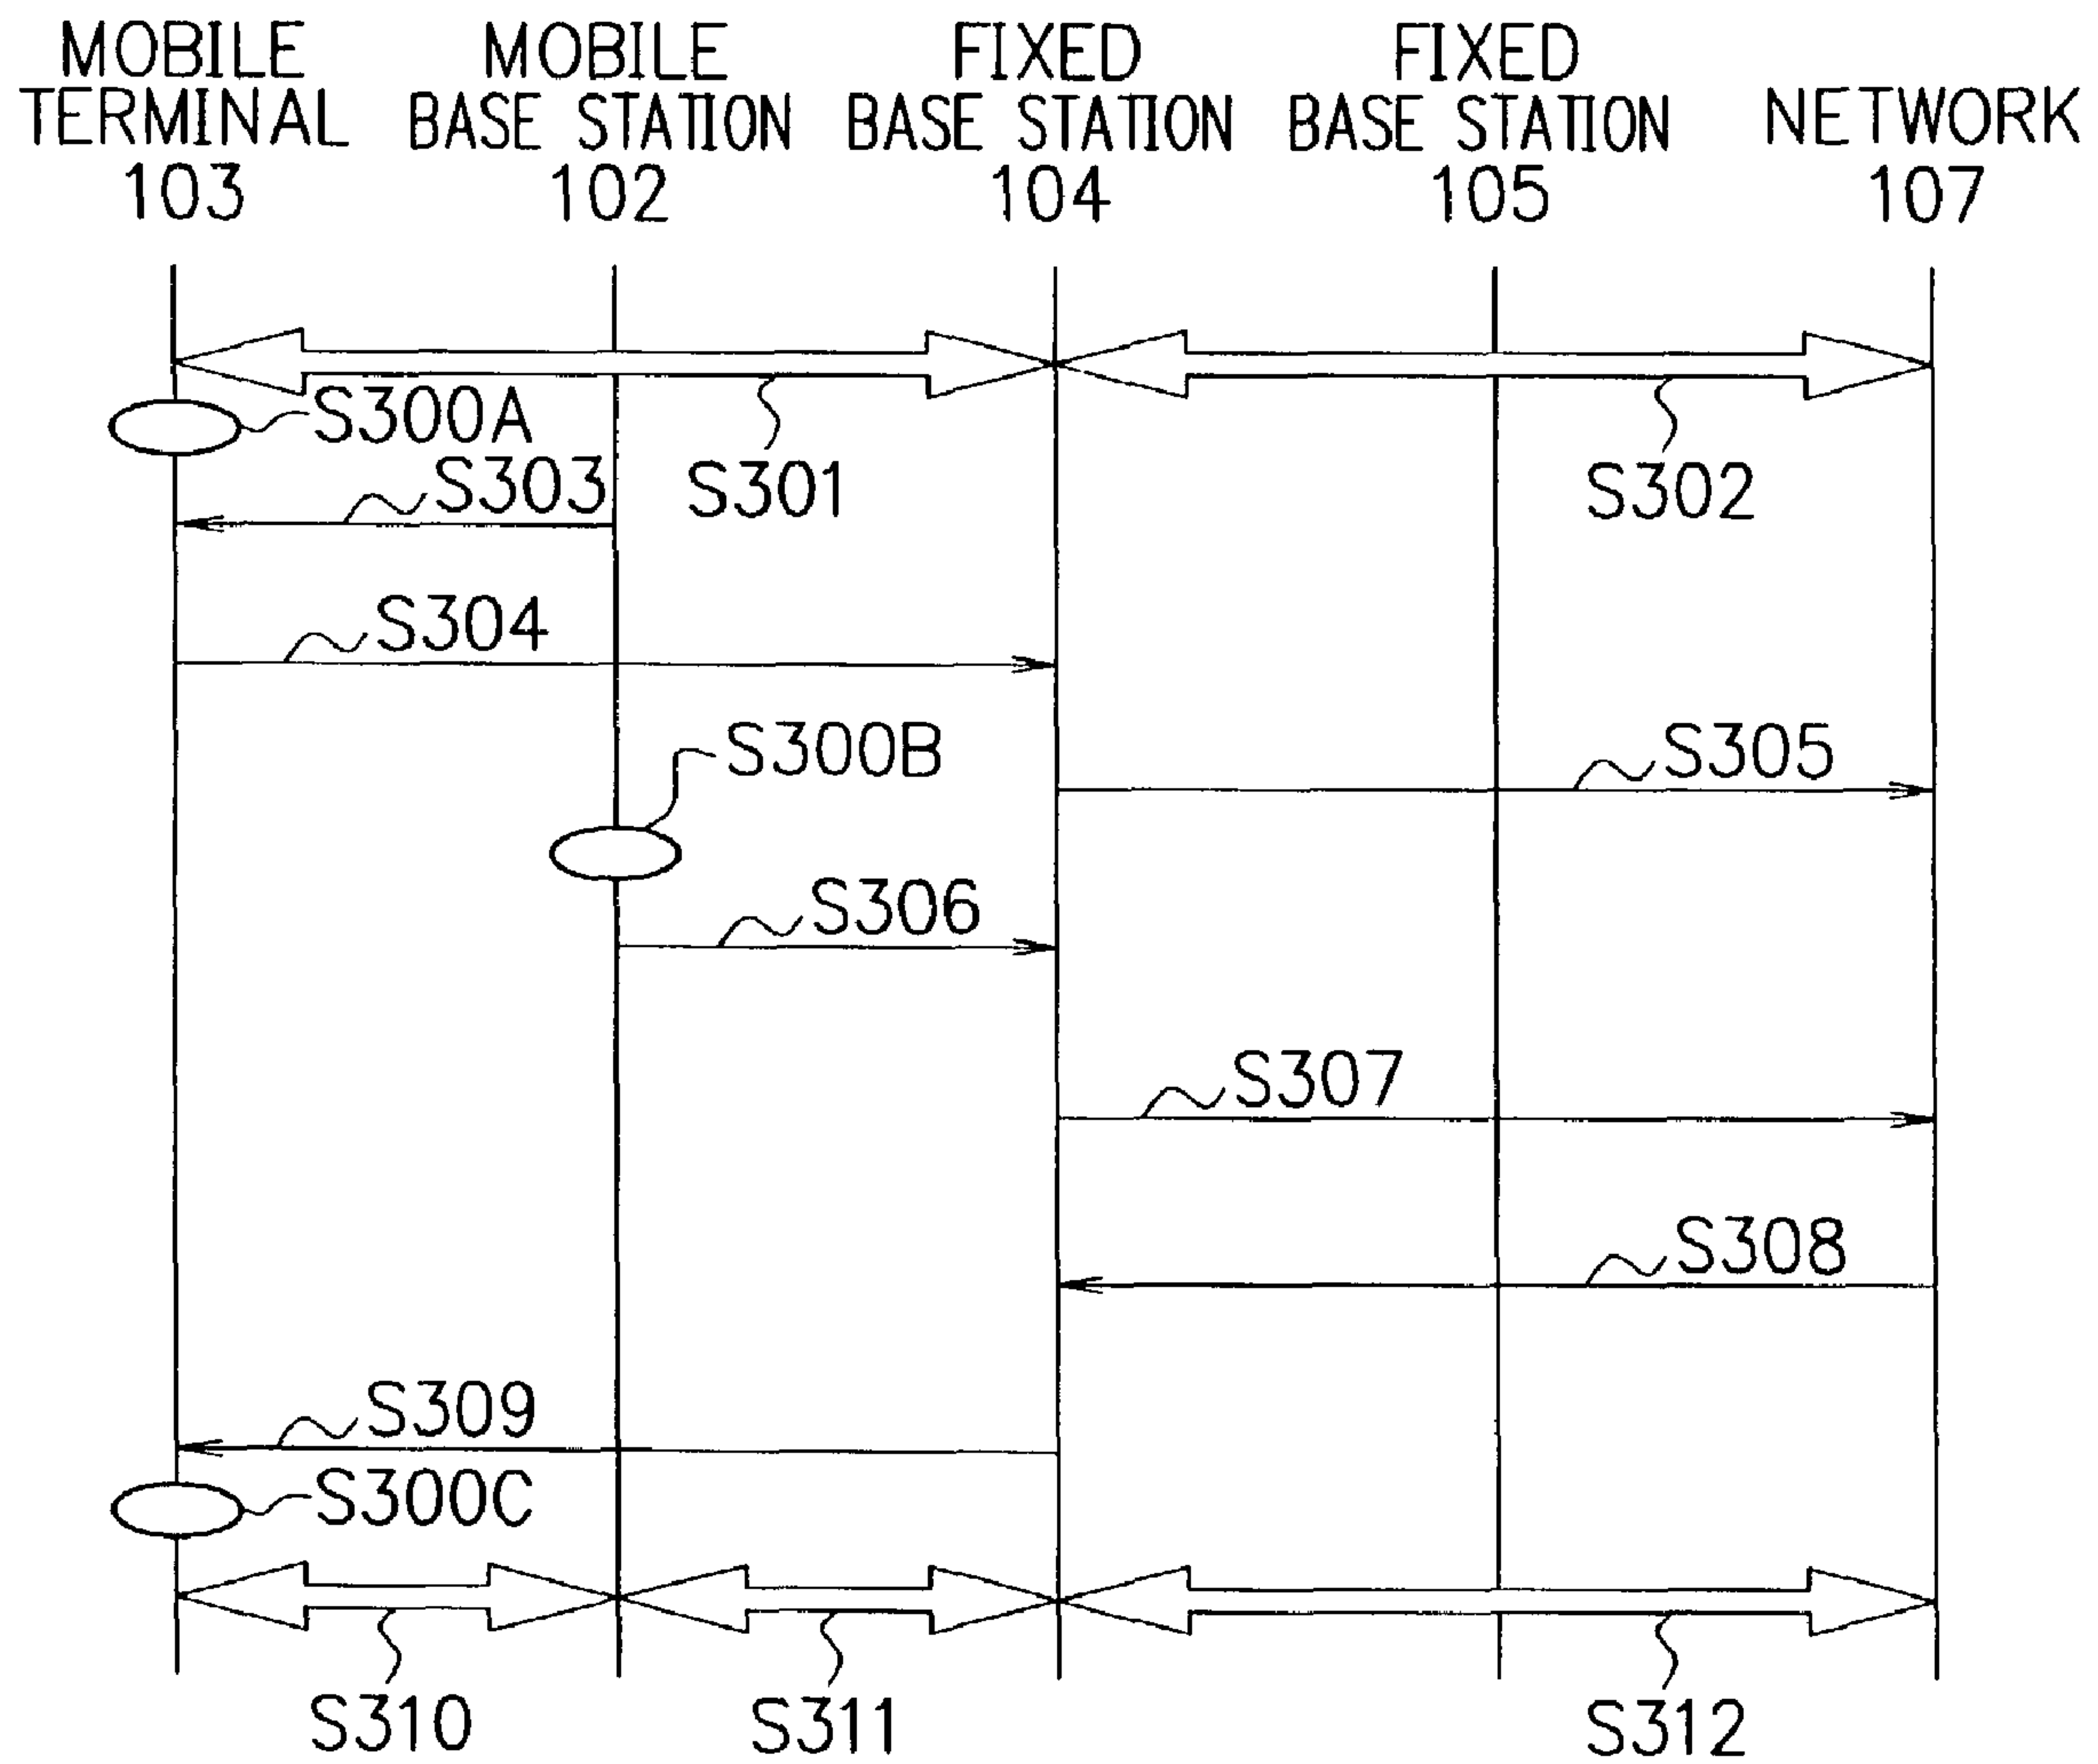 MOBILE TERMINAL 103
MOBILE BASE STATION 102
FIXED BASE STATION 104
FIXED BASE STATION 105
NETWORK 107
S300A
S301
S302
S303
S304
S300B
S305
S306
S307
S308
S309
S300C
S310
S311
S312